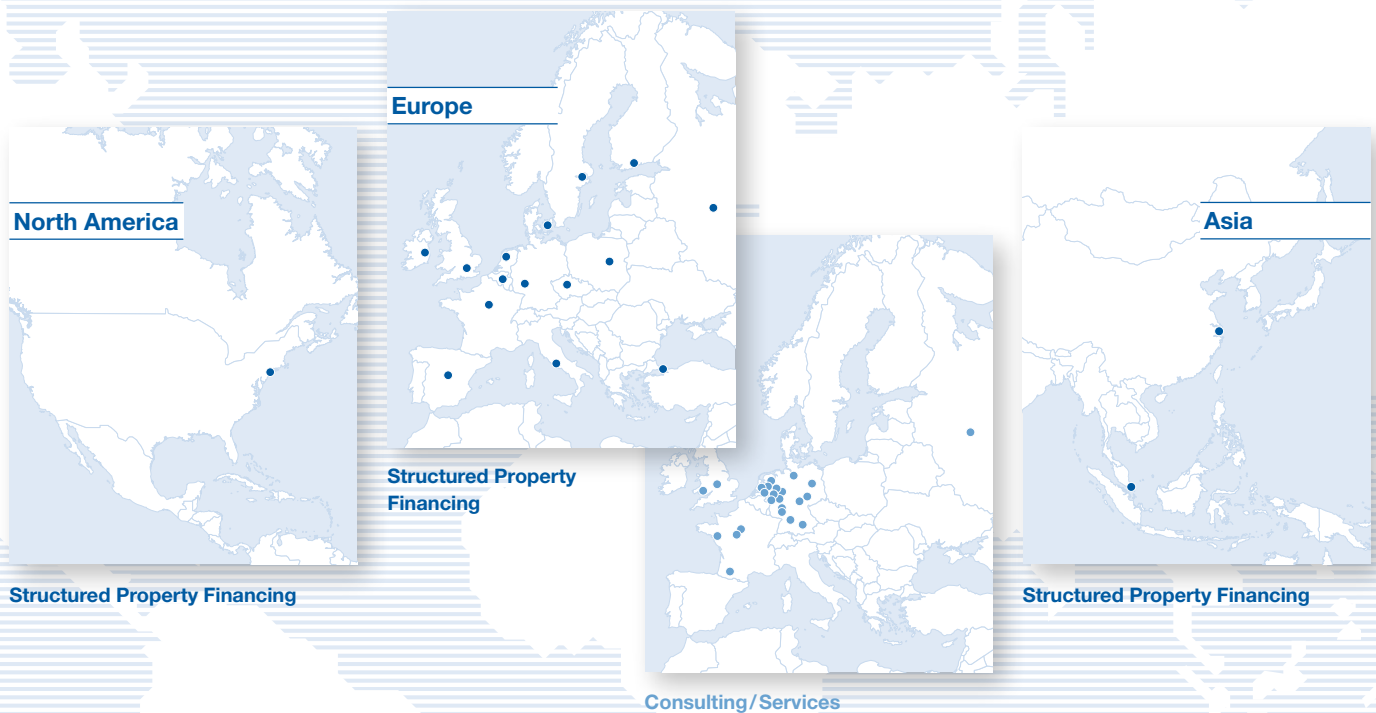 North America
Structured Property Financing
Europe
Structured Property
Financing
Consulting/Services
Asia
Structured Property Financing